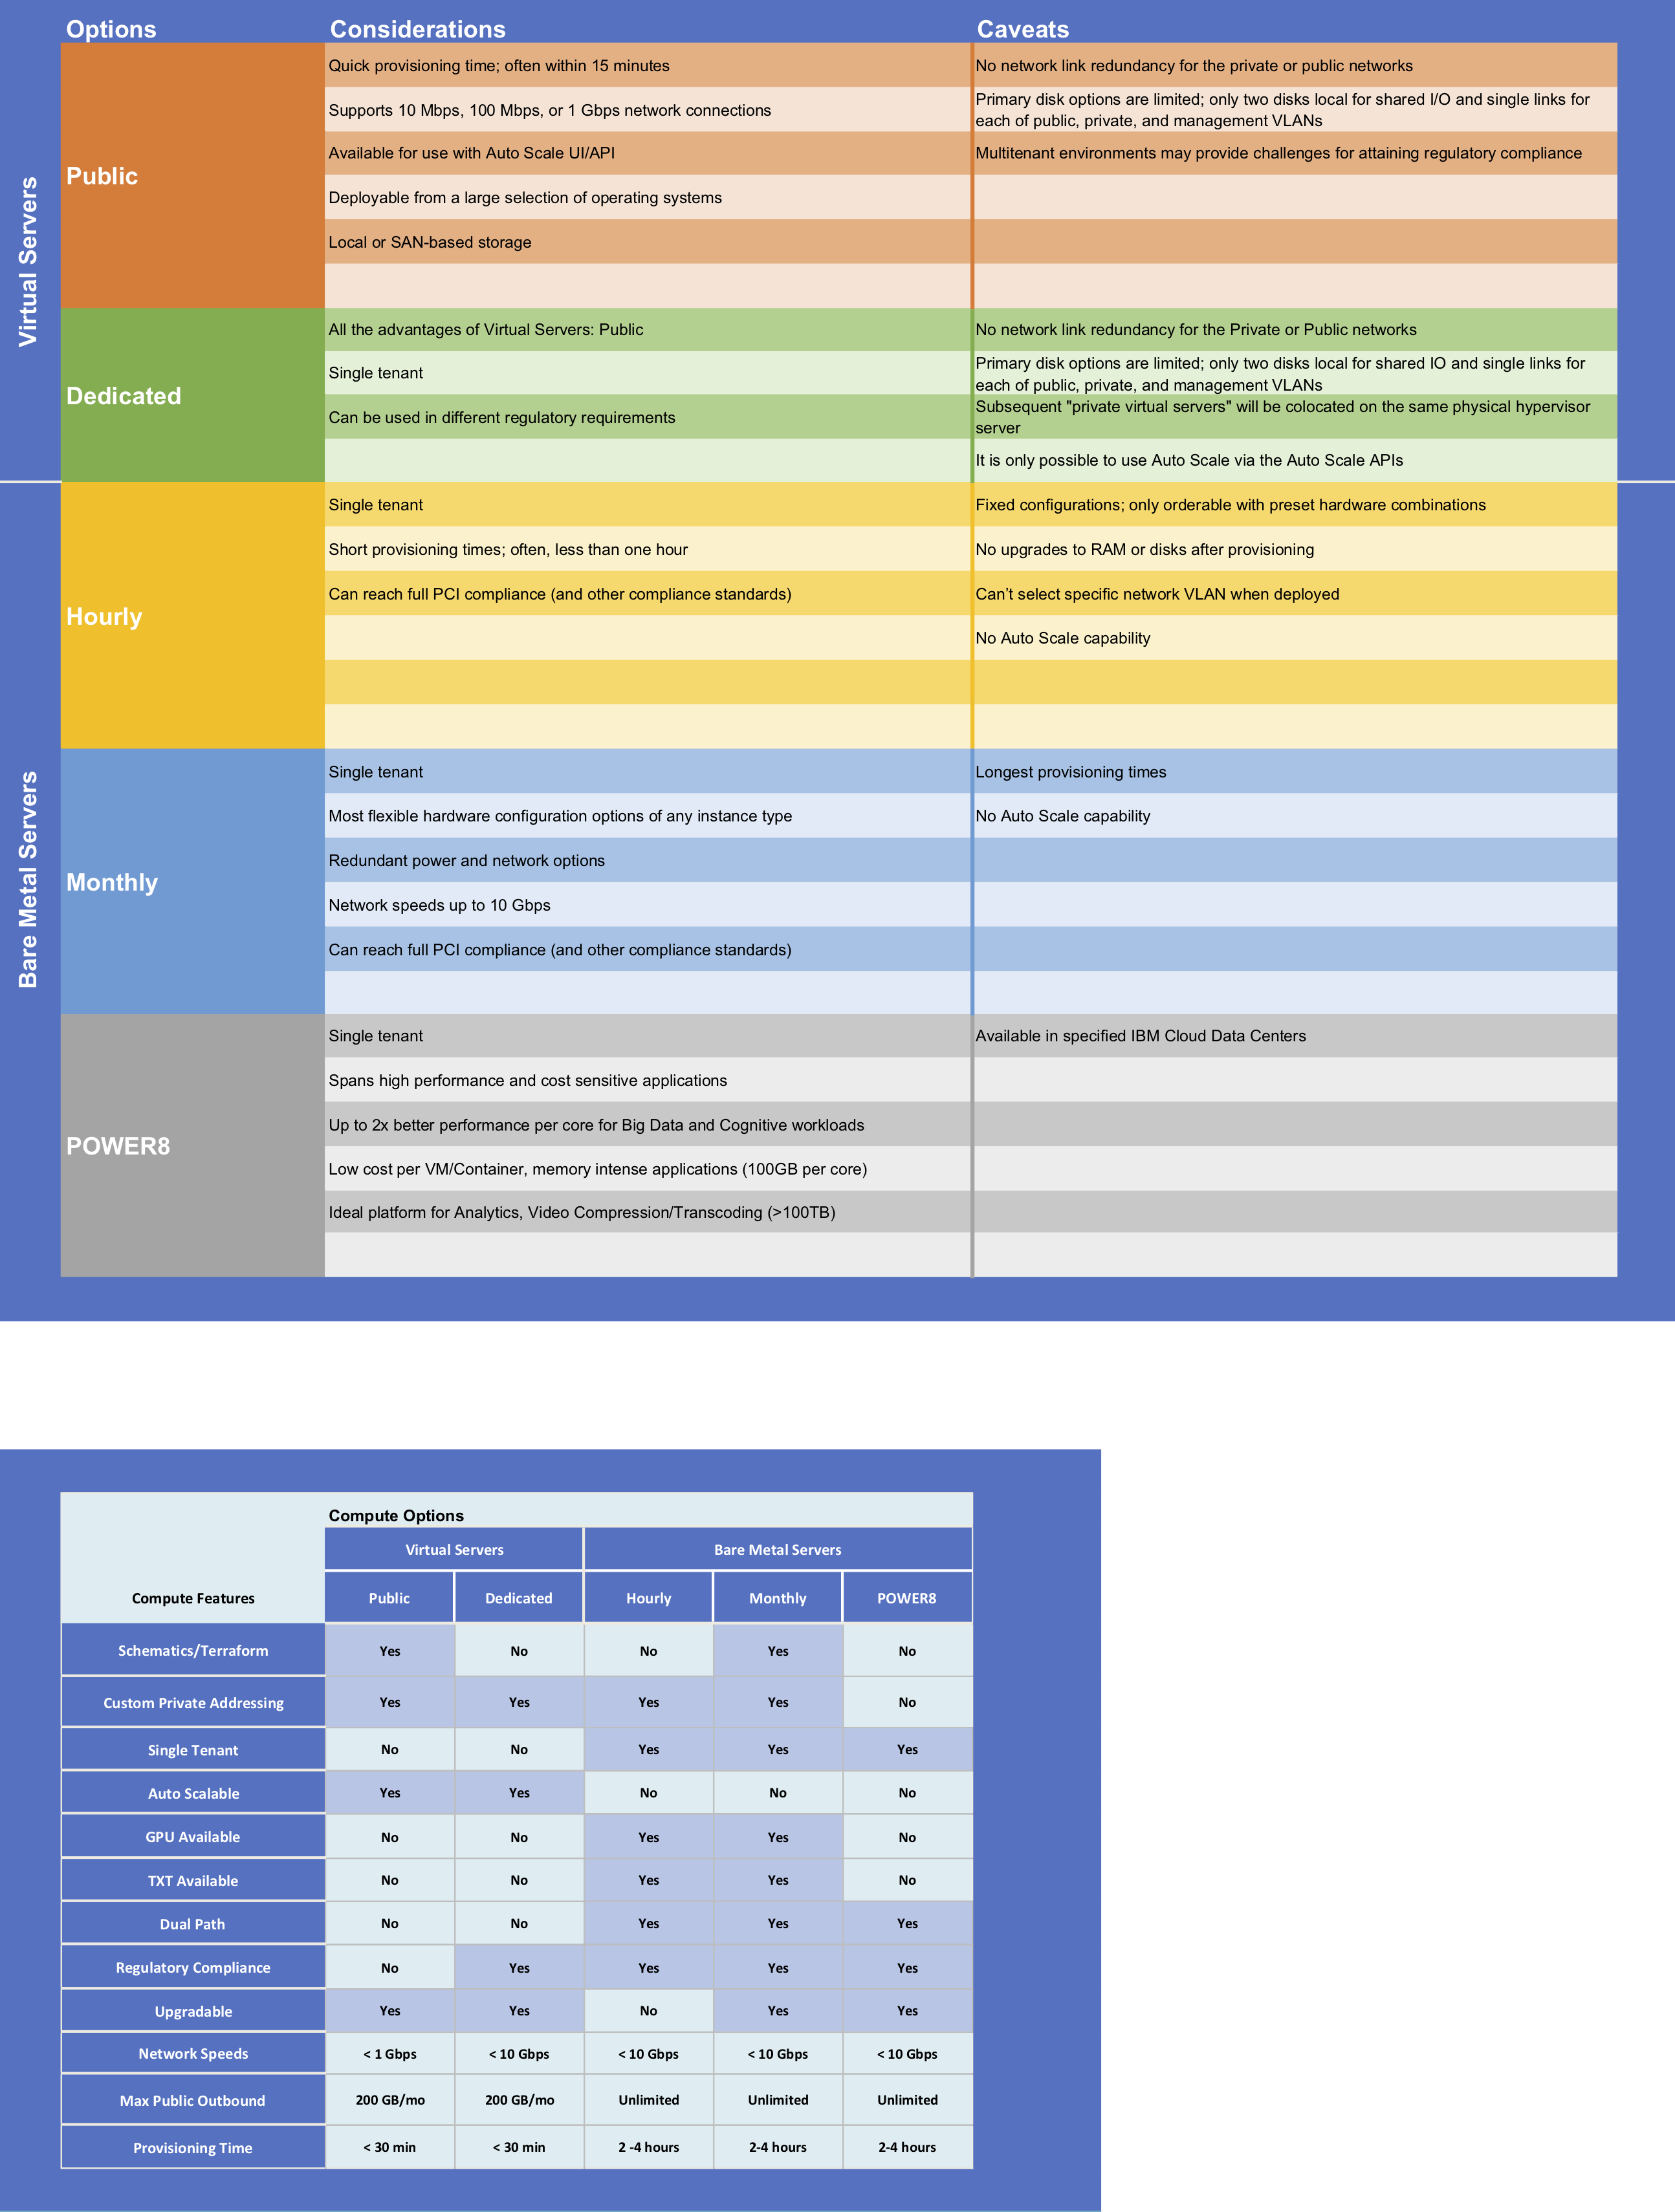 Options Considerations Caveats
Virtual Servers
Public
Quick provisioning time; often within 15 minutes
No network link redundancy for the private or public networks
Supports 10 Mbps, 100 Mbps, or 1 Gbps network connections
Primary disk options are limited; only two disks local for shared I/O and single links for
each of public, private, and management VLANs
Available for use with Auto Scale UI/API
Multitenant environments may provide challenges for attaining regulatory compliance
Deployable from a large selection of operating systems
Local or SAN-based storage
Dedicated
All the advantages of Virtual Servers: Public
No network link redundancy for the Private or Public networks
Single tenant
Primary disk options are limited; only two disks local for shared IO and single links for
each of public, private, and management VLANs
Can be used in different regulatory requirements
Subsequent "private virtual servers" will be colocated on the same physical hypervisor
server
It is only possible to use Auto Scale via the Auto Scale APIs
Bare Metal Servers
Hourly
Single tenant
Fixed configurations; only orderable with preset hardware combinations
Short provisioning times; often, less than one hour
No upgrades to RAM or disks after provisioning
Can reach full PCI compliance (and other compliance standards)
Can’t select specific network VLAN when deployed
No Auto Scale capability
Monthly
Single tenant
Longest provisioning times
Most flexible hardware configuration options of any instance type
No Auto Scale capability
Redundant power and network options
Network speeds up to 10 Gbps
Can reach full PCI compliance (and other compliance standards)
POWER8
Single tenant
Available in specified IBM Cloud Data Centers
Spans high performance and cost sensitive applications
Up to 2x better performance per core for Big Data and Cognitive workloads
Low cost per VM/Container, memory intense applications (100GB per core)
Ideal platform for Analytics, Video Compression/Transcoding (>100TB)
Compute Options
Virtual Servers Bare Metal Servers
Compute Features Public Dedicated Hourly Monthly POWER8
Schematics/Terraform Yes No No Yes No
Custom Private Addressing Yes Yes Yes Yes No
Single Tenant No No Yes Yes Yes
Auto Scalable Yes Yes No No No
GPU Available No No Yes Yes No
TXT Available No No Yes Yes No
Dual Path No No Yes Yes Yes
Regulatory Compliance No Yes Yes Yes Yes
Upgradable Yes Yes No Yes Yes
Network Speeds < 1 Gbps < 10 Gbps < 10 Gbps < 10 Gbps < 10 Gbps
Max Public Outbound 200 GB/mo 200 GB/mo Unlimited Unlimited Unlimited
Provisioning Time < 30 min < 30 min 2 -4 hours 2-4 hours 2-4 hours